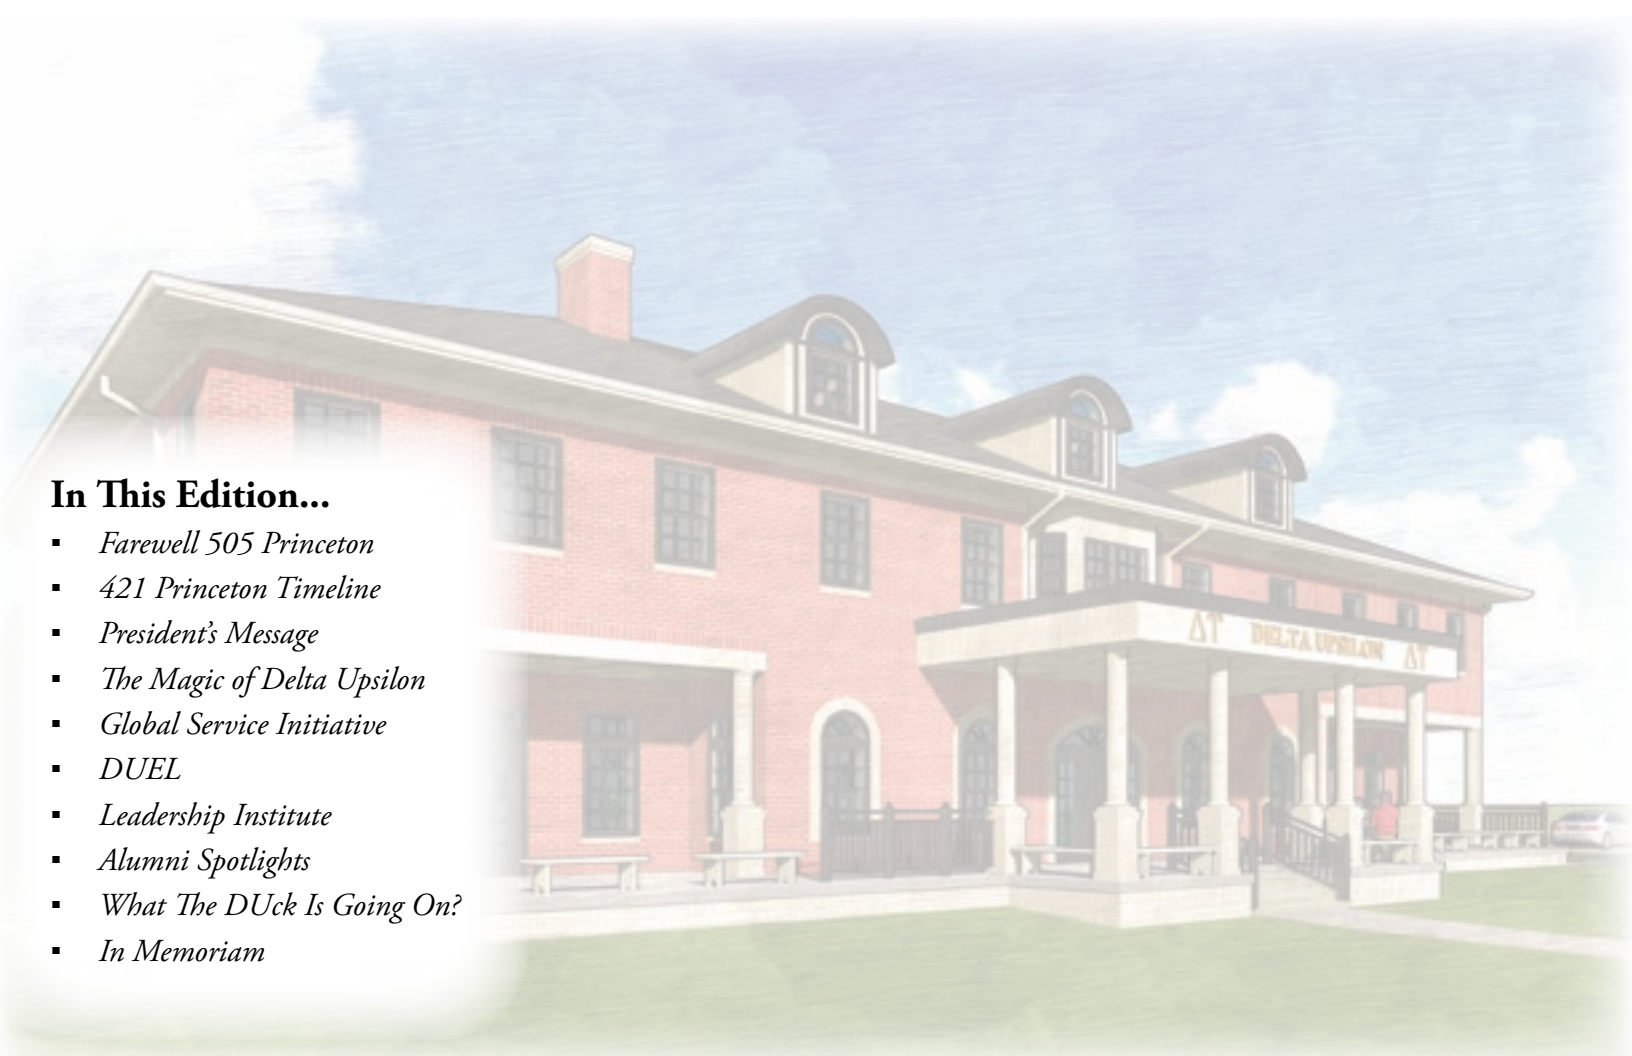 ΔΥ DELTA UPSILON ΔΥ
In This Edition...
▪ Farewell 505 Princeton
▪ 421 Princeton Timeline
▪ President's Message
▪ The Magic of Delta Upsilon
▪ Global Service Initiative
▪ DUEL
▪ Leadership Institute
▪ Alumni Spotlights
▪ What The DUck Is Going On?
▪ In Memoriam